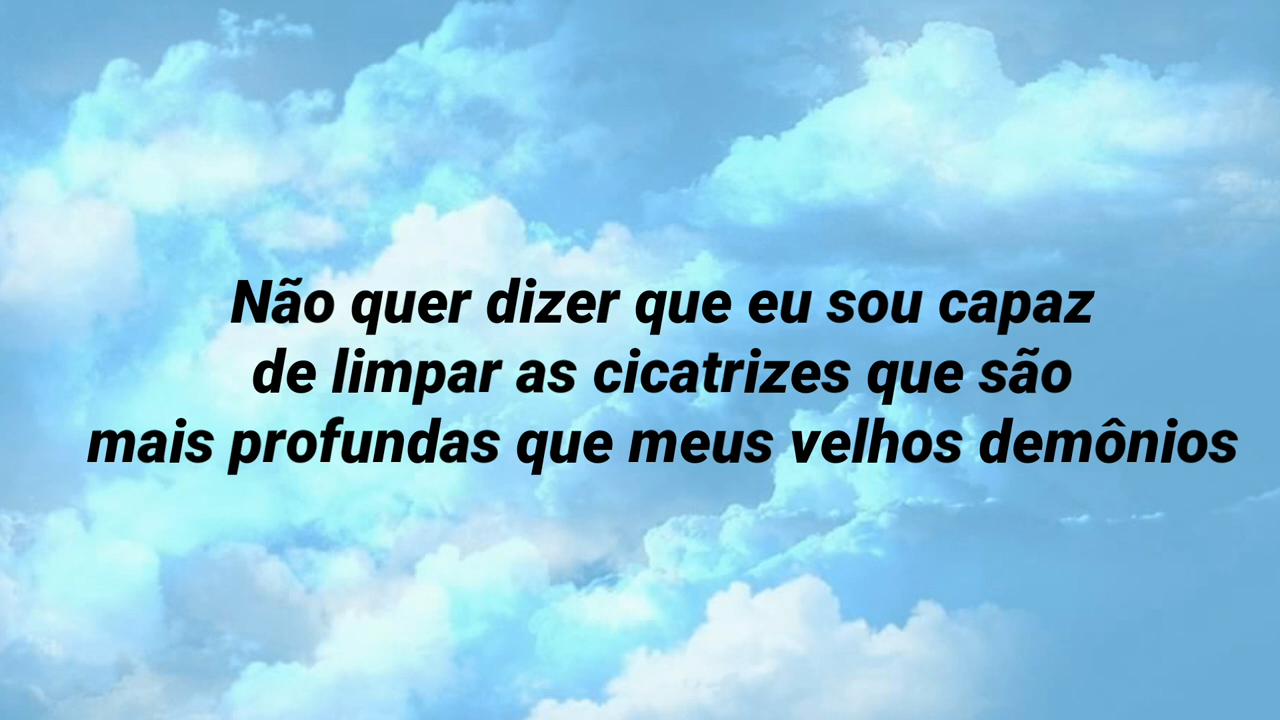 Não quer dizer que eu sou capaz
de limpar as cicatrizes que são
mais profundas que meus velhos demônios